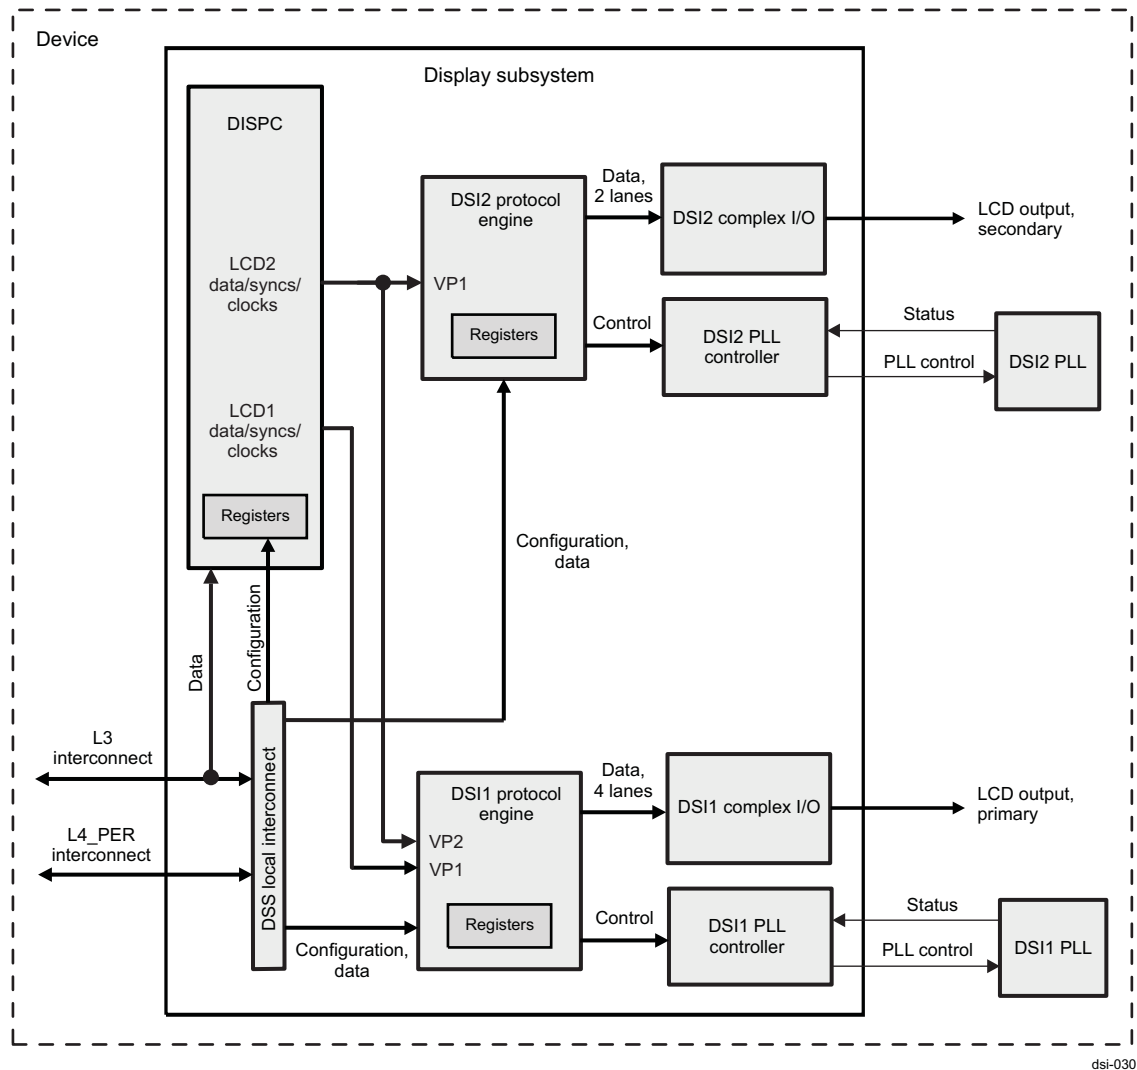 Device
Display subsystem
DISPC
LCD2
data/syncs/
clocks
LCD1
data/syncs/
clocks
Registers
DSI2 protocol
engine
VP1
Registers
Data,
2 lanes
DSI2 complex I/O
LCD output,
secondary
Control
DSI2 PLL
controller
Status
PLL control
DSI2 PLL
Configuration,
data
Data
Configuration
L3
interconnect
L4_PER
interconnect
DSS local interconnect
DSI1 protocol
engine
VP2
VP1
Registers
Configuration,
data
Data,
4 lanes
DSI1 complex I/O
LCD output,
primary
Control
DSI1 PLL
controller
Status
PLL control
DSI1 PLL
dsi-030